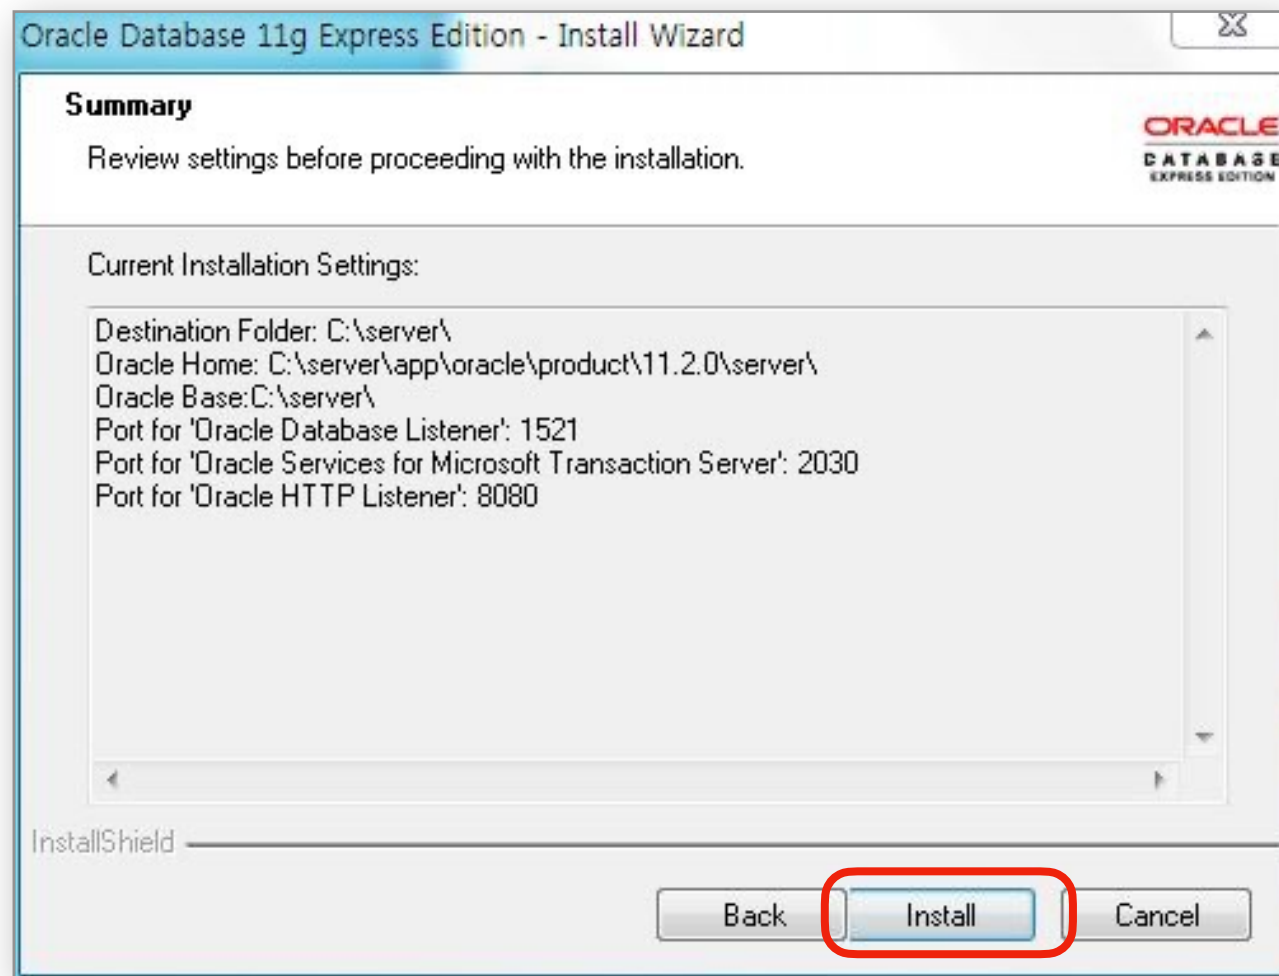 Oracle Database 11g Express Edition - Install Wizard
Summary
Review settings before proceeding with the installation.
ORACLE
DATABASE
EXPRESS EDITION
Current Installation Settings:
Destination Folder: C:\server\
Oracle Home: C:\server\app\oracle\product\11.2.0\server\
Oracle Base:C:\server\
Port for 'Oracle Database Listener': 1521
Port for 'Oracle Services for Microsoft Transaction Server': 2030
Port for 'Oracle HTTP Listener': 8080
InstallShield
Back Install Cancel